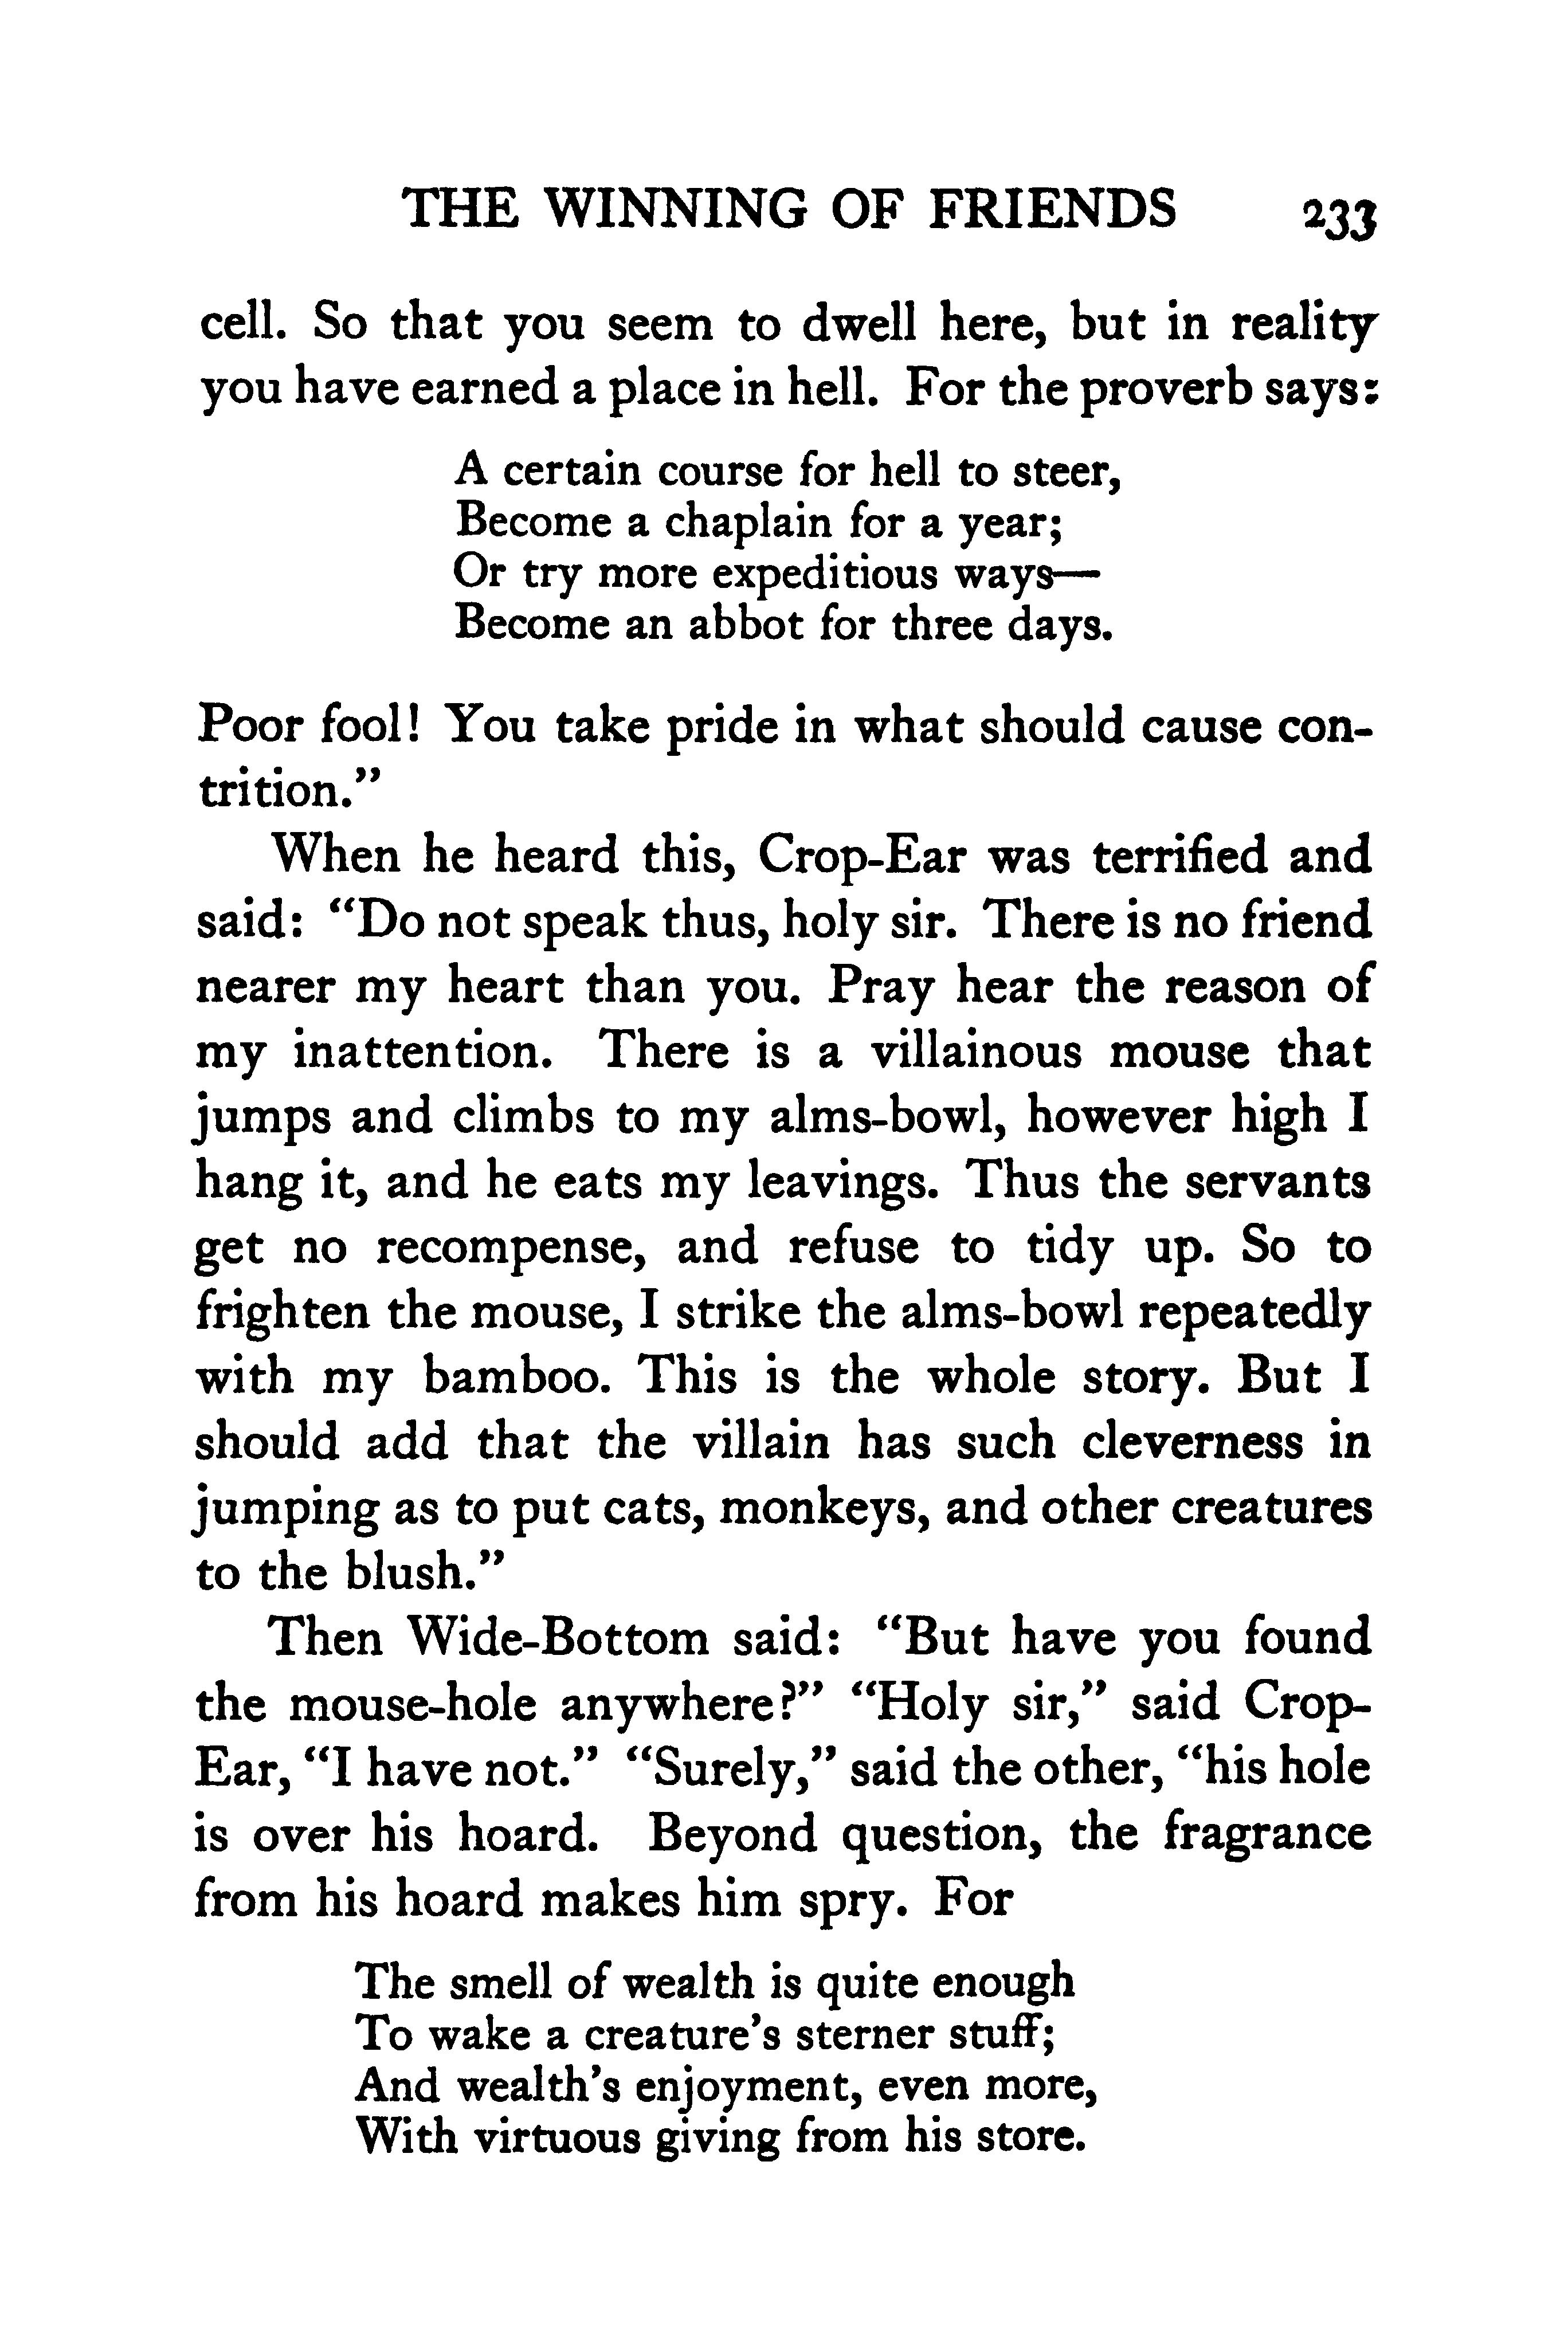 THE WINNING OF FRIENDS 233
cell. So that you seem to dwell here, but in reality
you have earned a place in hell. For the proverb says:
A certain course for hell to steer,
Become a chaplain for a year;
Or try more expeditious ways—
Become an abbot for three days.
Poor fool! You take pride in what should cause con-
trition.”
When he heard this, Crop-Ear was terrified and
said: “Do not speak thus, holy sir. There is no friend
nearer my heart than you. Pray hear the reason of
my inattention. There is a villainous mouse that
jumps and climbs to my alms-bowl, however high I
hang it, and he eats my leavings. Thus the servants
get no recompense, and refuse to tidy up. So to
frighten the mouse, I strike the alms-bowl repeatedly
with my bamboo. This is the whole story. But I
should add that the villain has such cleverness in
jumping as to put cats, monkeys, and other creatures
to the blush.”
Then Wide-Bottom said: “But have you found
the mouse-hole anywhere?” “Holy sir,” said Crop-
Ear, “I have not.” “Surely,” said the other, “his hole
is over his hoard. Beyond question, the fragrance
from his hoard makes him spry. For
The smell of wealth is quite enough
To wake a creature’s sterner stuff;
And wealth’s enjoyment, even more,
With virtuous giving from his store.